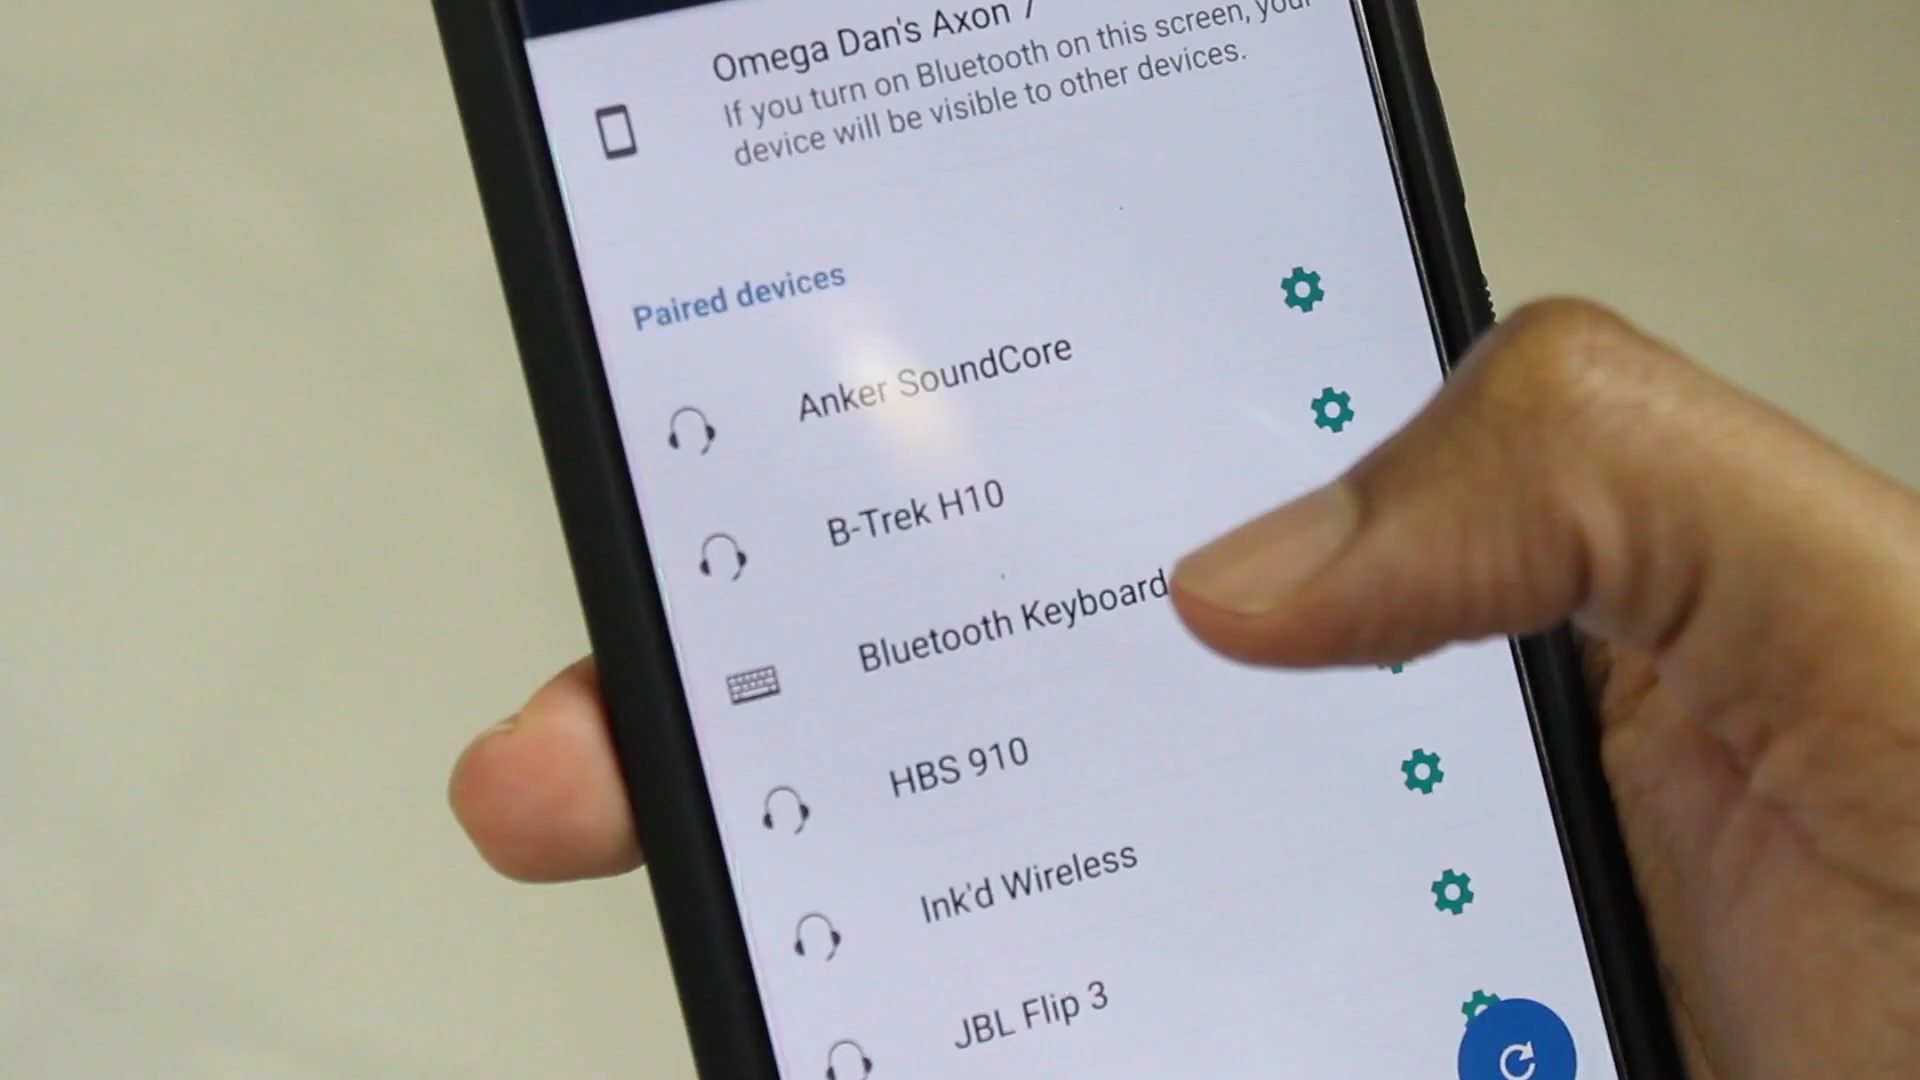 Omega Dan's Axon 7
If you turn on Bluetooth on this screen, your
device will be visible to other devices.
Paired devices
Anker SoundCore
B-Trek H10
Bluetooth Keyboard
HBS 910
Ink'd Wireless
JBL Flip 3